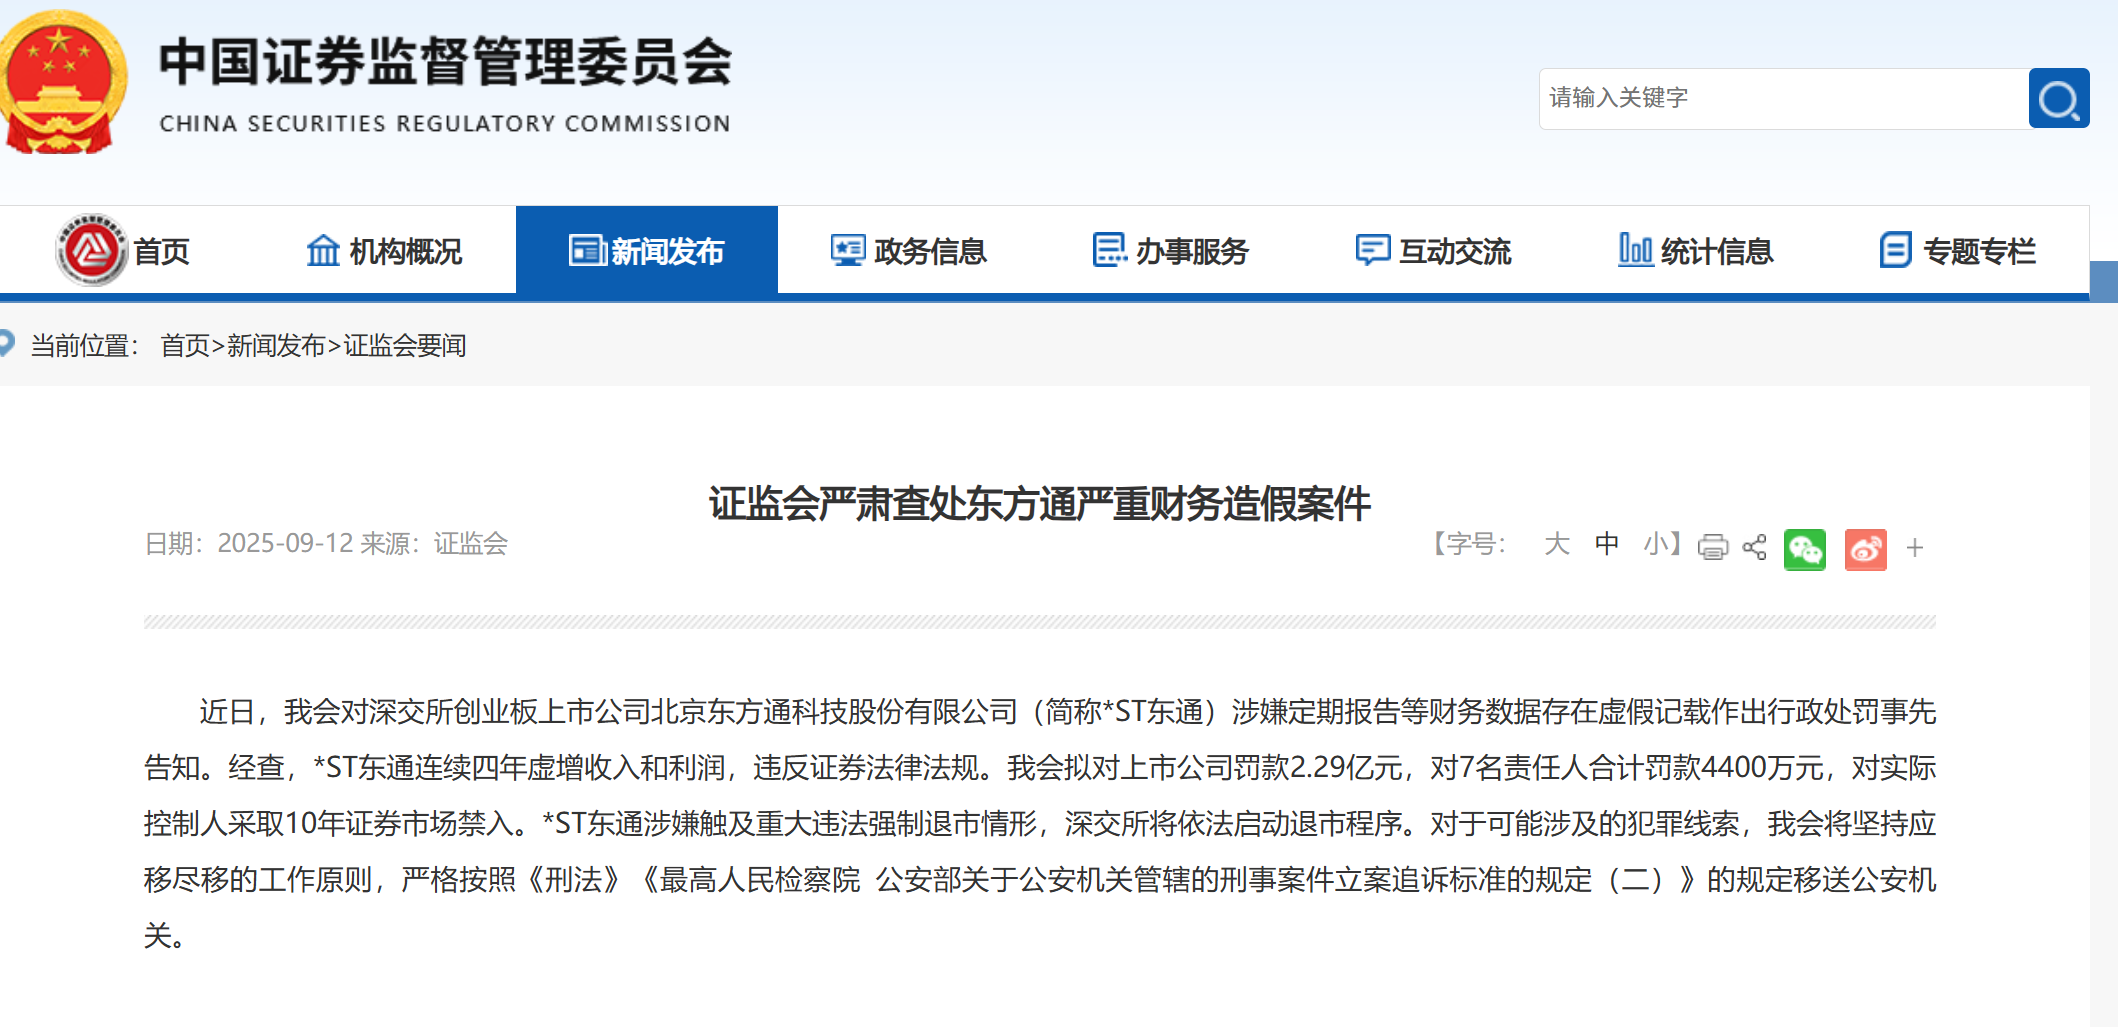 中国证券监督管理委员会
CHINA SECURITIES REGULATORY COMMISSION
请输入关键字
首页 机构概况 新闻发布 政务信息 办事服务 互动交流 统计信息 专题专栏
当前位置： 首页>新闻发布>证监会要闻
证监会严肃查处东方通严重财务造假案件
日期：2025-09-12 来源：证监会 【字号： 大 中 小】
近日，我会对深交所创业板上市公司北京东方通科技股份有限公司（简称*ST东通）涉嫌定期报告等财务数据存在虚假记载作出行政处罚事先
告知。经查，*ST东通连续四年虚增收入和利润，违反证券法律法规。我会拟对上市公司罚款2.29亿元，对7名责任人合计罚款4400万元，对实际
控制人采取10年证券市场禁入。*ST东通涉嫌触及重大违法强制退市情形，深交所将依法启动退市程序。对于可能涉及的犯罪线索，我会将坚持应
移尽移的工作原则，严格按照《刑法》《最高人民检察院 公安部关于公安机关管辖的刑事案件立案追诉标准的规定（二）》的规定移送公安机
关。